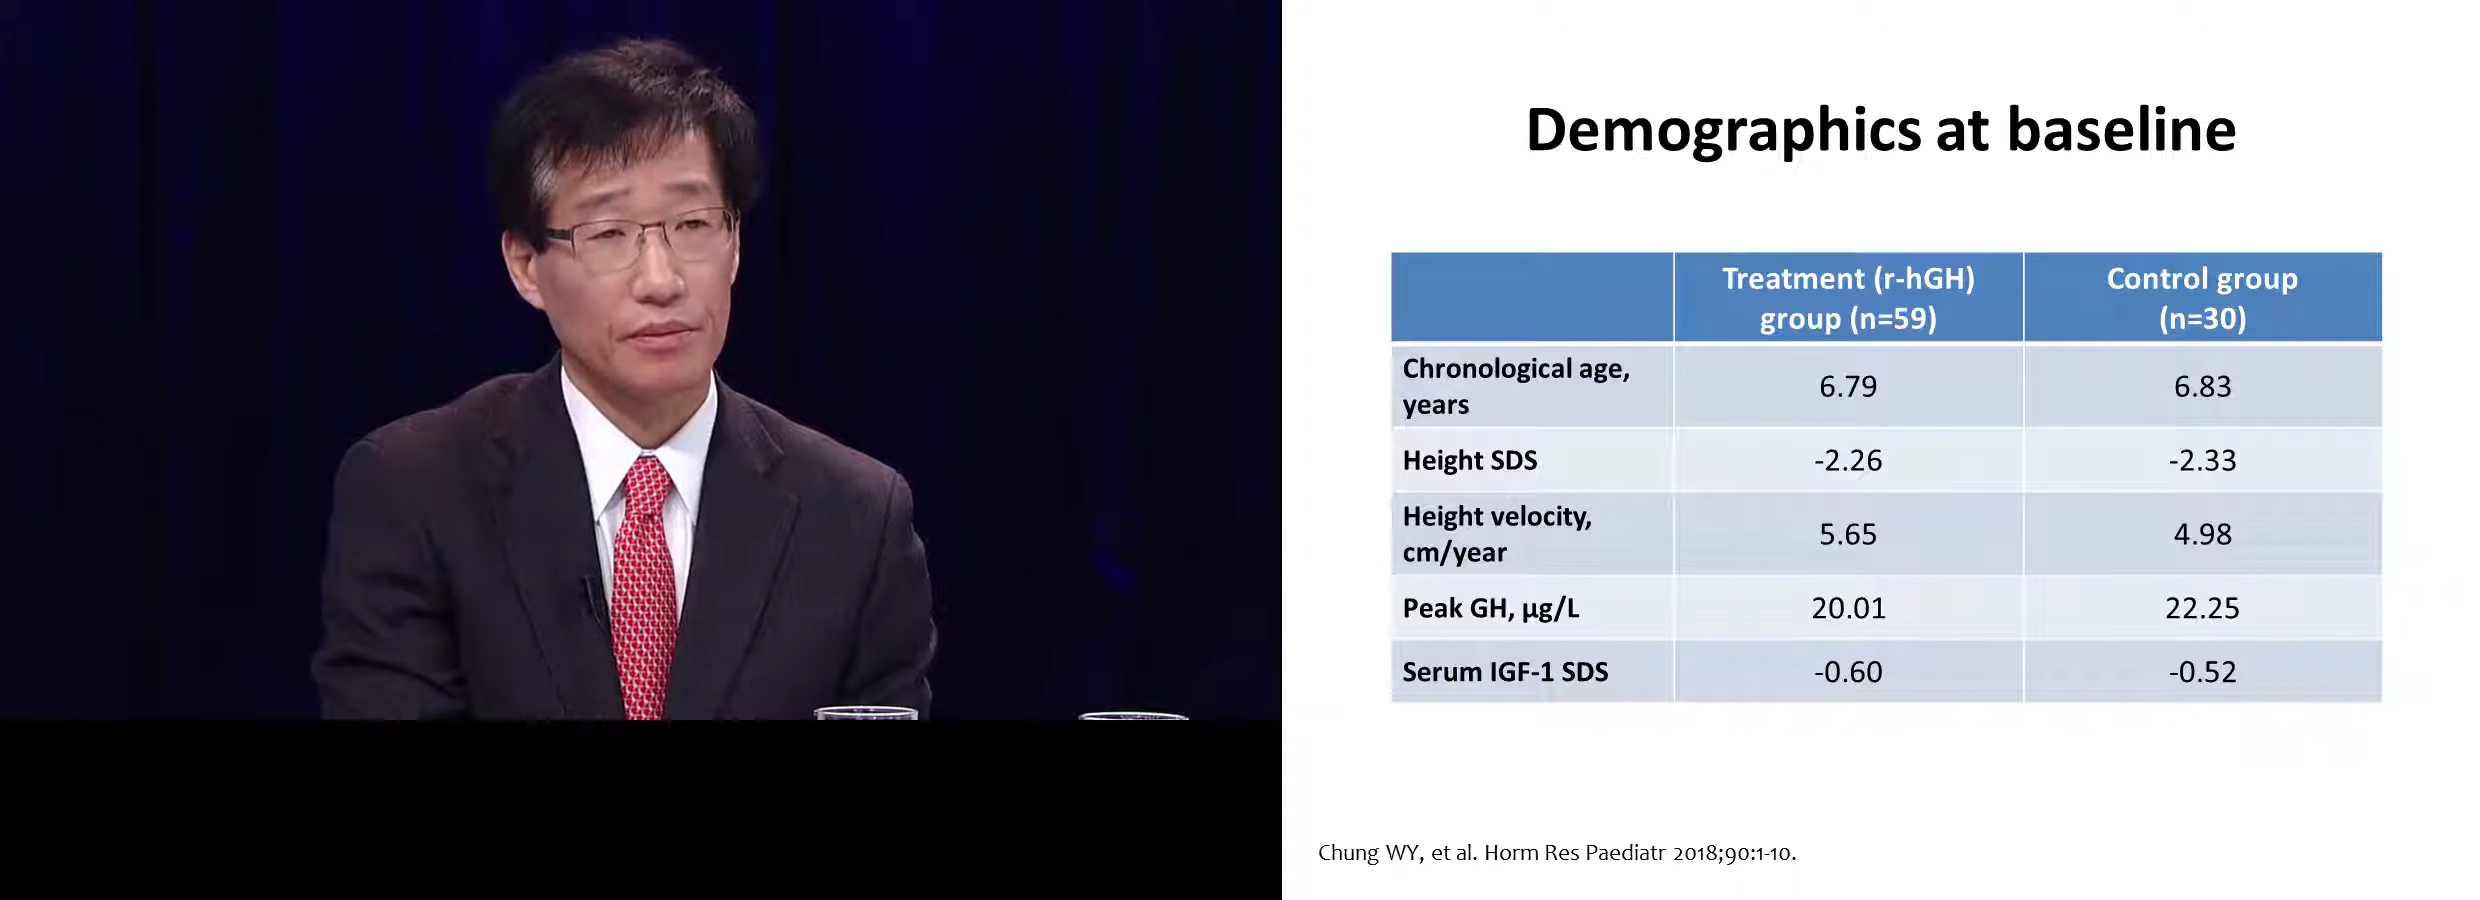 Demographics at baseline
Treatment (r-hGH)
group (n=59)
Control group
(n=30)
Chronological age,
years
6.79
6.83
Height SDS
-2.26
-2.33
Height velocity,
cm/year
5.65
4.98
Peak GH, µg/L
20.01
22.25
Serum IGF-1 SDS
-0.60
-0.52
Chung WY, et al. Horm Res Paediatr 2018;90:1-10.